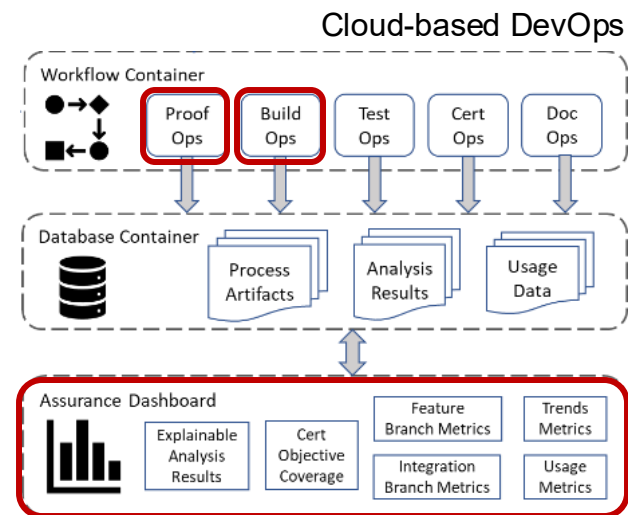 Cloud-based DevOps
Workflow Container
Proof
Ops
Build
Ops
Test
Ops
Cert
Ops
Doc
Ops
Database Container
Process
Artifacts
Analysis
Results
Usage
Data
Assurance Dashboard
Explainable
Analysis
Results
Cert
Objective
Coverage
Feature
Branch Metrics
Trends
Metrics
Integration
Branch Metrics
Usage
Metrics